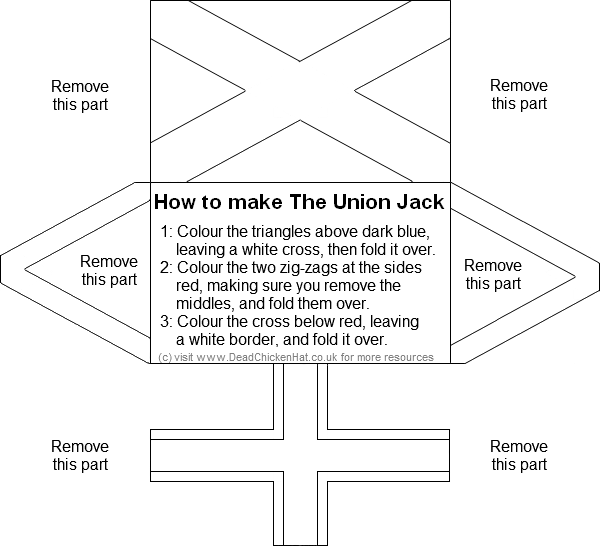 Remove
this part
Remove
this part
How to make The Union Jack
1: Colour the triangles above dark blue,
leaving a white cross, then fold it over.
2: Colour the two zig-zags at the sides
red, making sure you remove the
middles, and fold them over.
3: Colour the cross below red, leaving
a white border, and fold it over.
(c) visit www.DeadChickenHat.co.uk for more resources
Remove
this part
Remove
this part
Remove
this part
Remove
this part